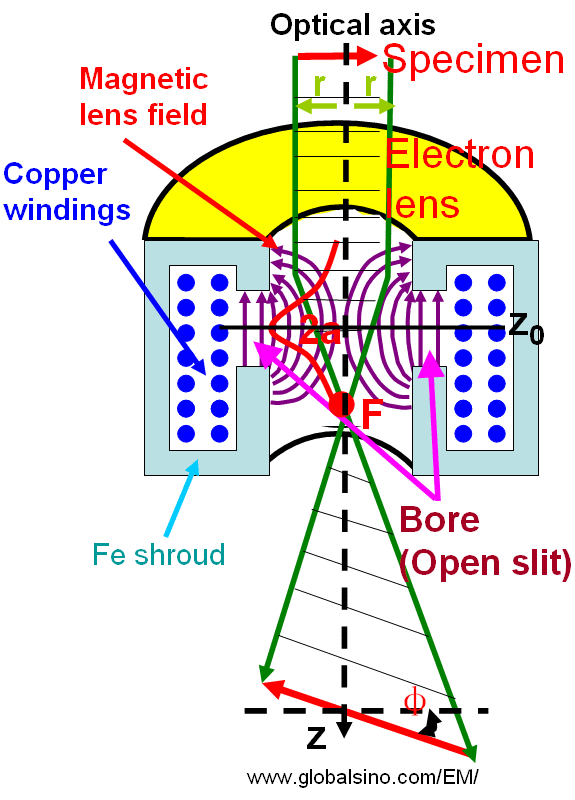 Optical axis
Specimen
r r
Magnetic
lens field
Electron
lens
Copper
windings
2a
Z0
F
Bore
(Open slit)
Fe shroud
ϕ
z
www.globalsino.com/EM/